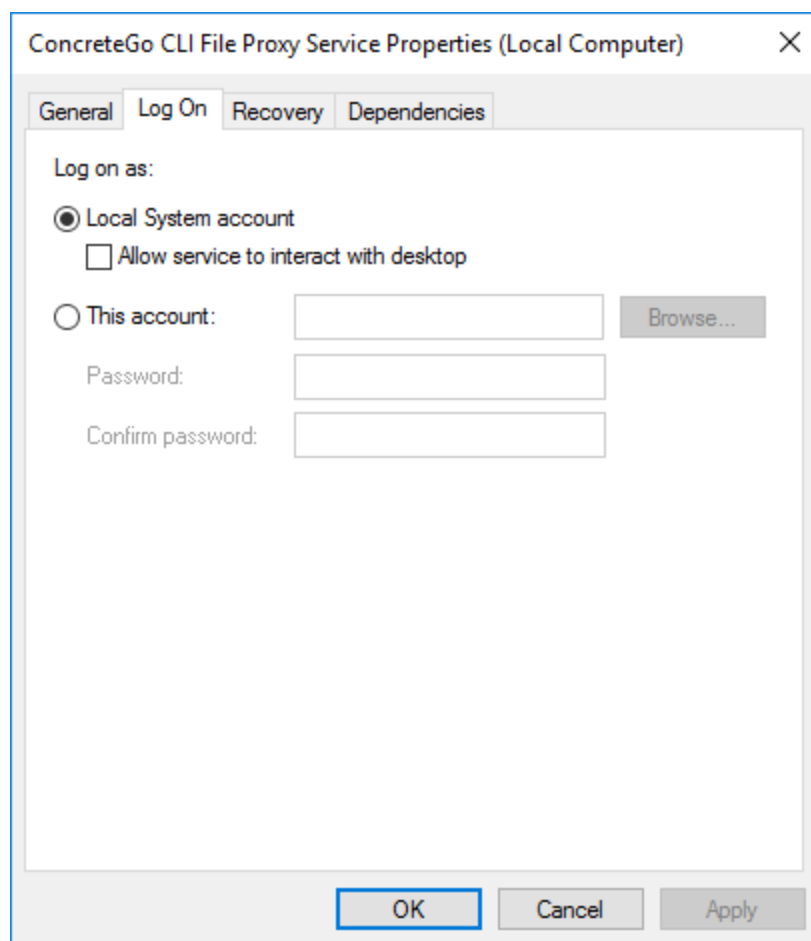 ConcreteGo CLI File Proxy Service Properties (Local Computer)
General Log On Recovery Dependencies
Log on as:
Local System account
Allow service to interact with desktop
This account: Browse...
Password:
Confirm password:
OK Cancel Apply